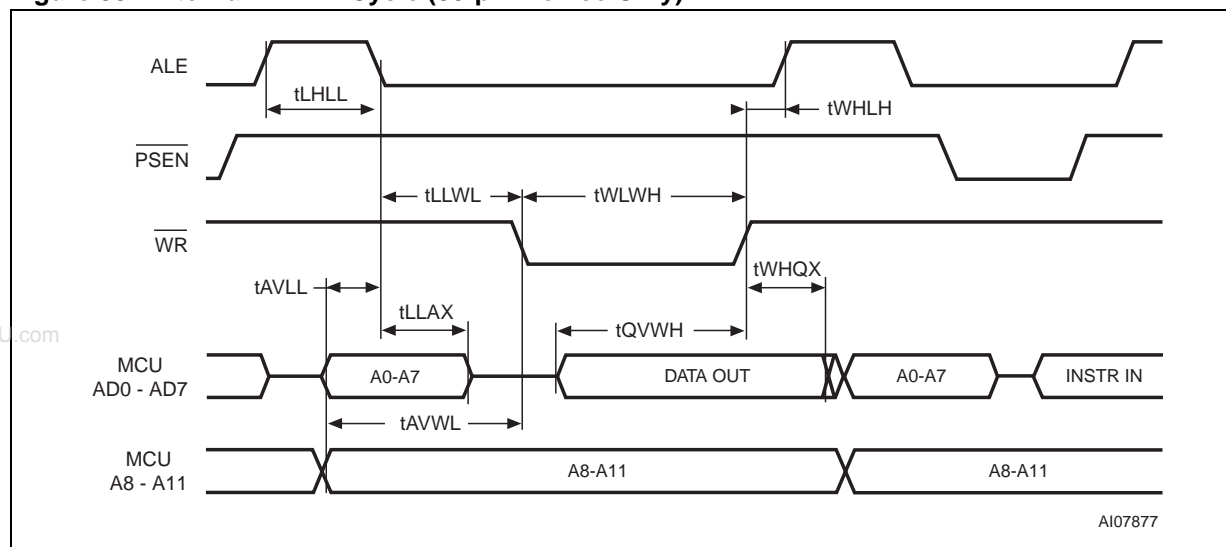 ALE
tLHLL
tWHLH
PSEN
tLLWL
tWLWH
WR
tWHQX
tAVLL
tLLAX
tQVWH
U.com
MCU
AD0 - AD7
A0-A7
DATA OUT
A0-A7
INSTR IN
tAVWL
MCU
A8 - A11
A8-A11
A8-A11
AI07877